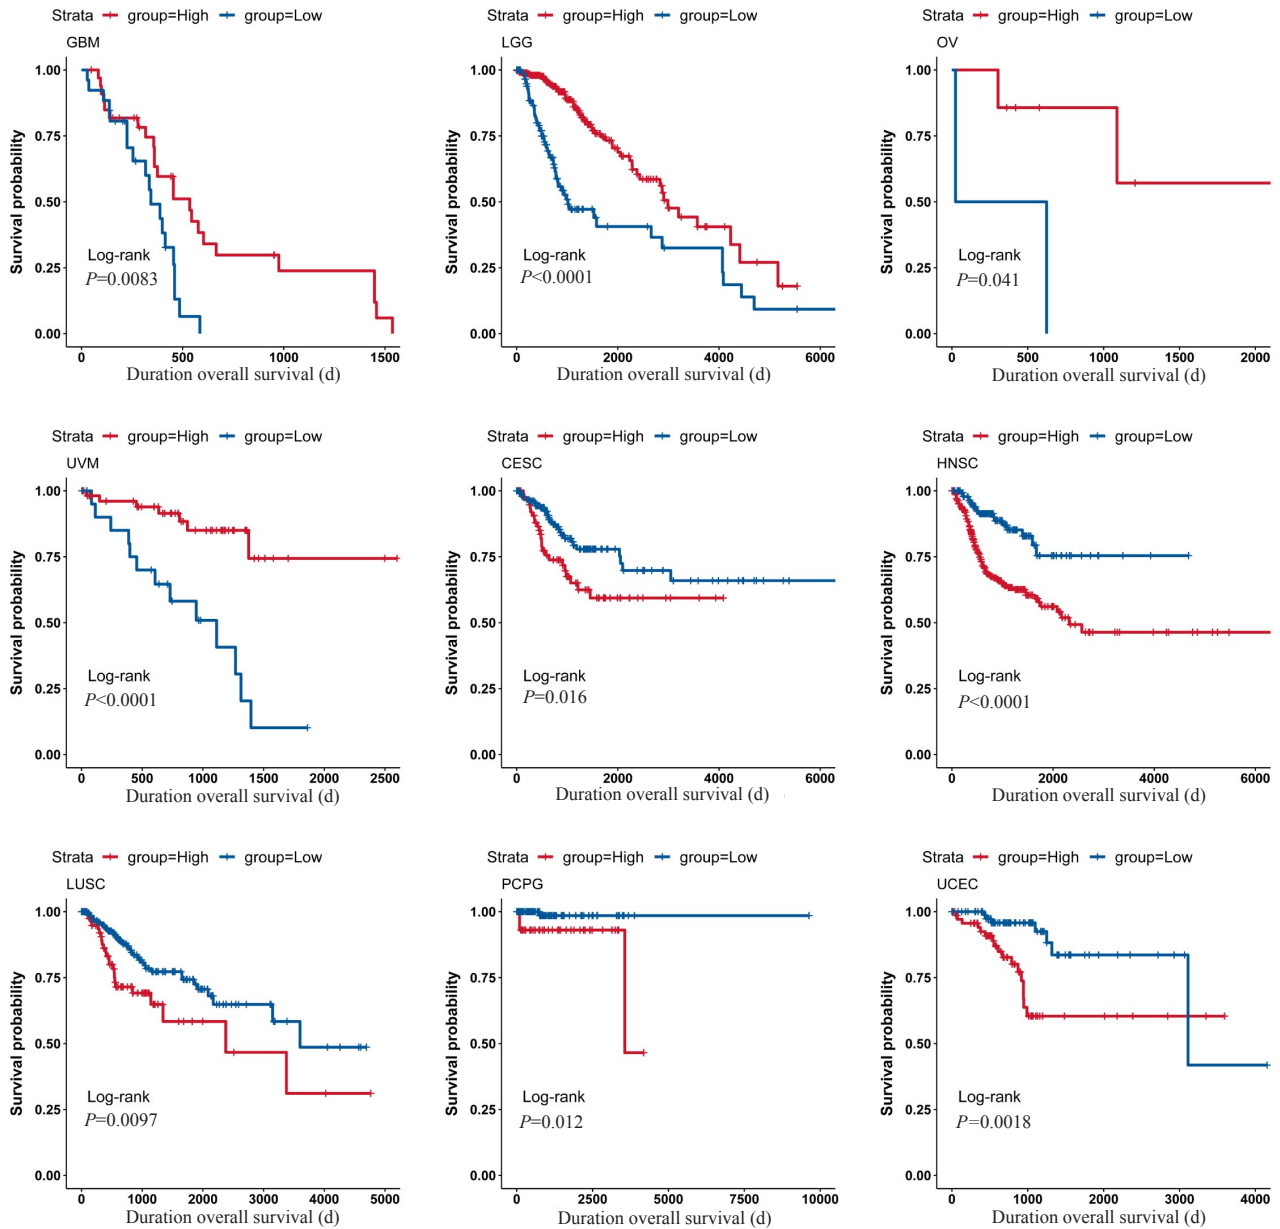 Strata group=High group=Low
GBM
Survival probability
1.00
0.75
0.50
0.25
0.00
Log-rank
P=0.0083
0 500 1000 1500
Duration overall survival (d)
Strata group=High group=Low
LGG
Survival probability
1.00
0.75
0.50
0.25
0.00
Log-rank
P<0.0001
0 2000 4000 6000
Duration overall survival (d)
Strata group=High group=Low
OV
Survival probability
1.00
0.75
0.50
0.25
0.00
Log-rank
P=0.041
0 500 1000 1500 2000
Duration overall survival (d)
Strata group=High group=Low
UVM
Survival probability
1.00
0.75
0.50
0.25
0.00
Log-rank
P<0.0001
0 500 1000 1500 2000 2500
Duration overall survival (d)
Strata group=High group=Low
CESC
Survival probability
1.00
0.75
0.50
0.25
0.00
Log-rank
P=0.016
0 2000 4000 6000
Duration overall survival (d)
Strata group=High group=Low
HNSC
Survival probability
1.00
0.75
0.50
0.25
0.00
Log-rank
P<0.0001
0 2000 4000 6000
Duration overall survival (d)
Strata group=High group=Low
LUSC
Survival probability
1.00
0.75
0.50
0.25
0.00
Log-rank
P=0.0097
0 1000 2000 3000 4000 5000
Duration overall survival (d)
Strata group=High group=Low
PCPG
Survival probability
1.00
0.75
0.50
0.25
0.00
Log-rank
P=0.012
0 2500 5000 7500 10000
Duration overall survival (d)
Strata group=High group=Low
UCEC
Survival probability
1.00
0.75
0.50
0.25
0.00
Log-rank
P=0.0018
0 1000 2000 3000 4000
Duration overall survival (d)